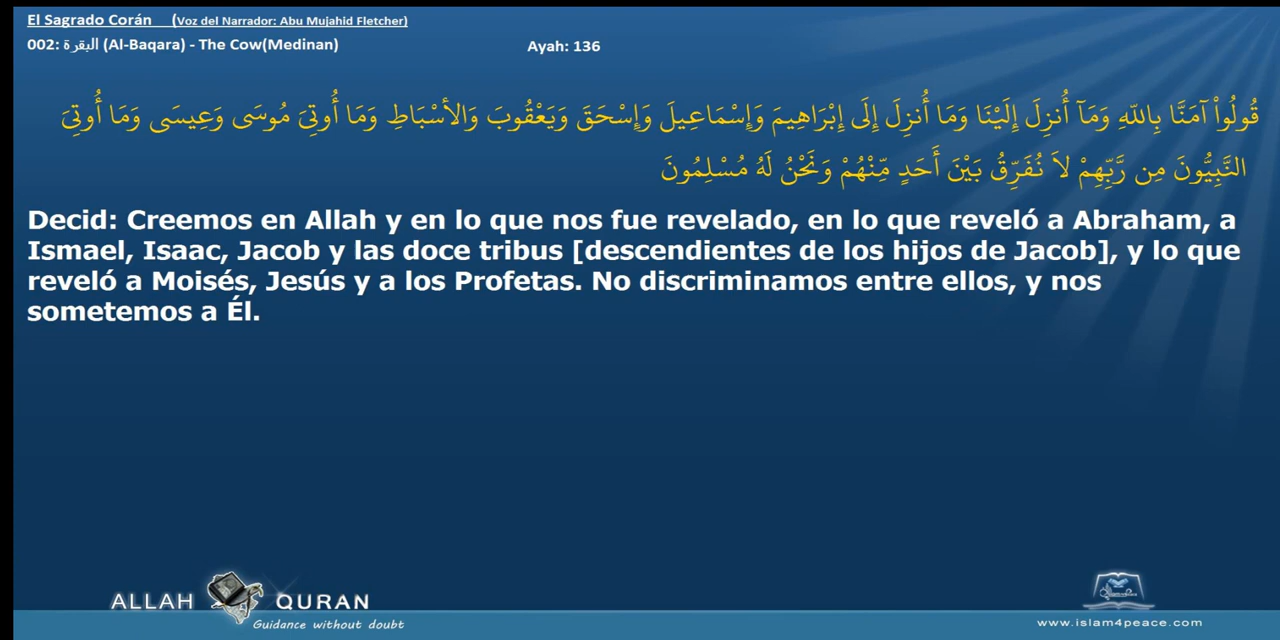 El Sagrado Corán (Voz del Narrador: Abu Mujahid Fletcher)
002: البقرة (Al-Baqara) - The Cow(Medinan) Ayah: 136
قُولُواْ آمَنَّا بِاللّهِ وَمَآ أُنزِلَ إِلَيْنَا وَمَا أُنزِلَ إِلَى إِبْرَاهِيمَ وَإِسْمَاعِيلَ وَإِسْحَقَ وَيَعْقُوبَ وَالأسْبَاطِ وَمَا أُوتِيَ مُوسَى وَعِيسَى وَمَا أُوتِيَ
النَّبِيُّونَ مِن رَّبِّهِمْ لاَ نُفَرِّقُ بَيْنَ أَحَدٍ مِّنْهُمْ وَنَحْنُ لَهُ مُسْلِمُونَ
Decid: Creemos en Allah y en lo que nos fue revelado, en lo que reveló a Abraham, a
Ismael, Isaac, Jacob y las doce tribus [descendientes de los hijos de Jacob], y lo que
reveló a Moisés, Jesús y a los Profetas. No discriminamos entre ellos, y nos
sometemos a Él.
ALLAH QURAN
Guidance without doubt
www.islam4peace.com